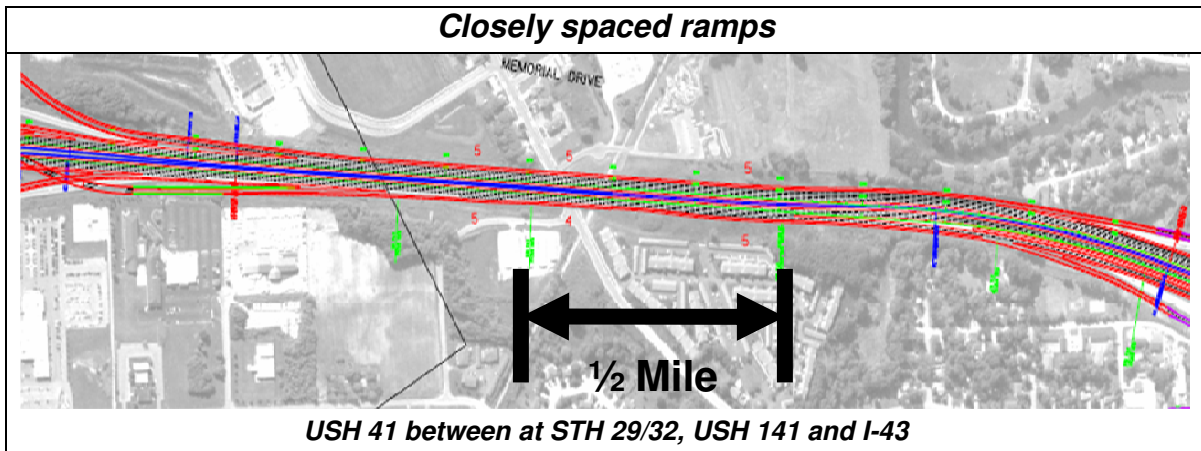 Closely spaced ramps
MEMORIAL DRIVE
5
5
5
5
4
5
½ Mile
USH 41 between at STH 29/32, USH 141 and I-43